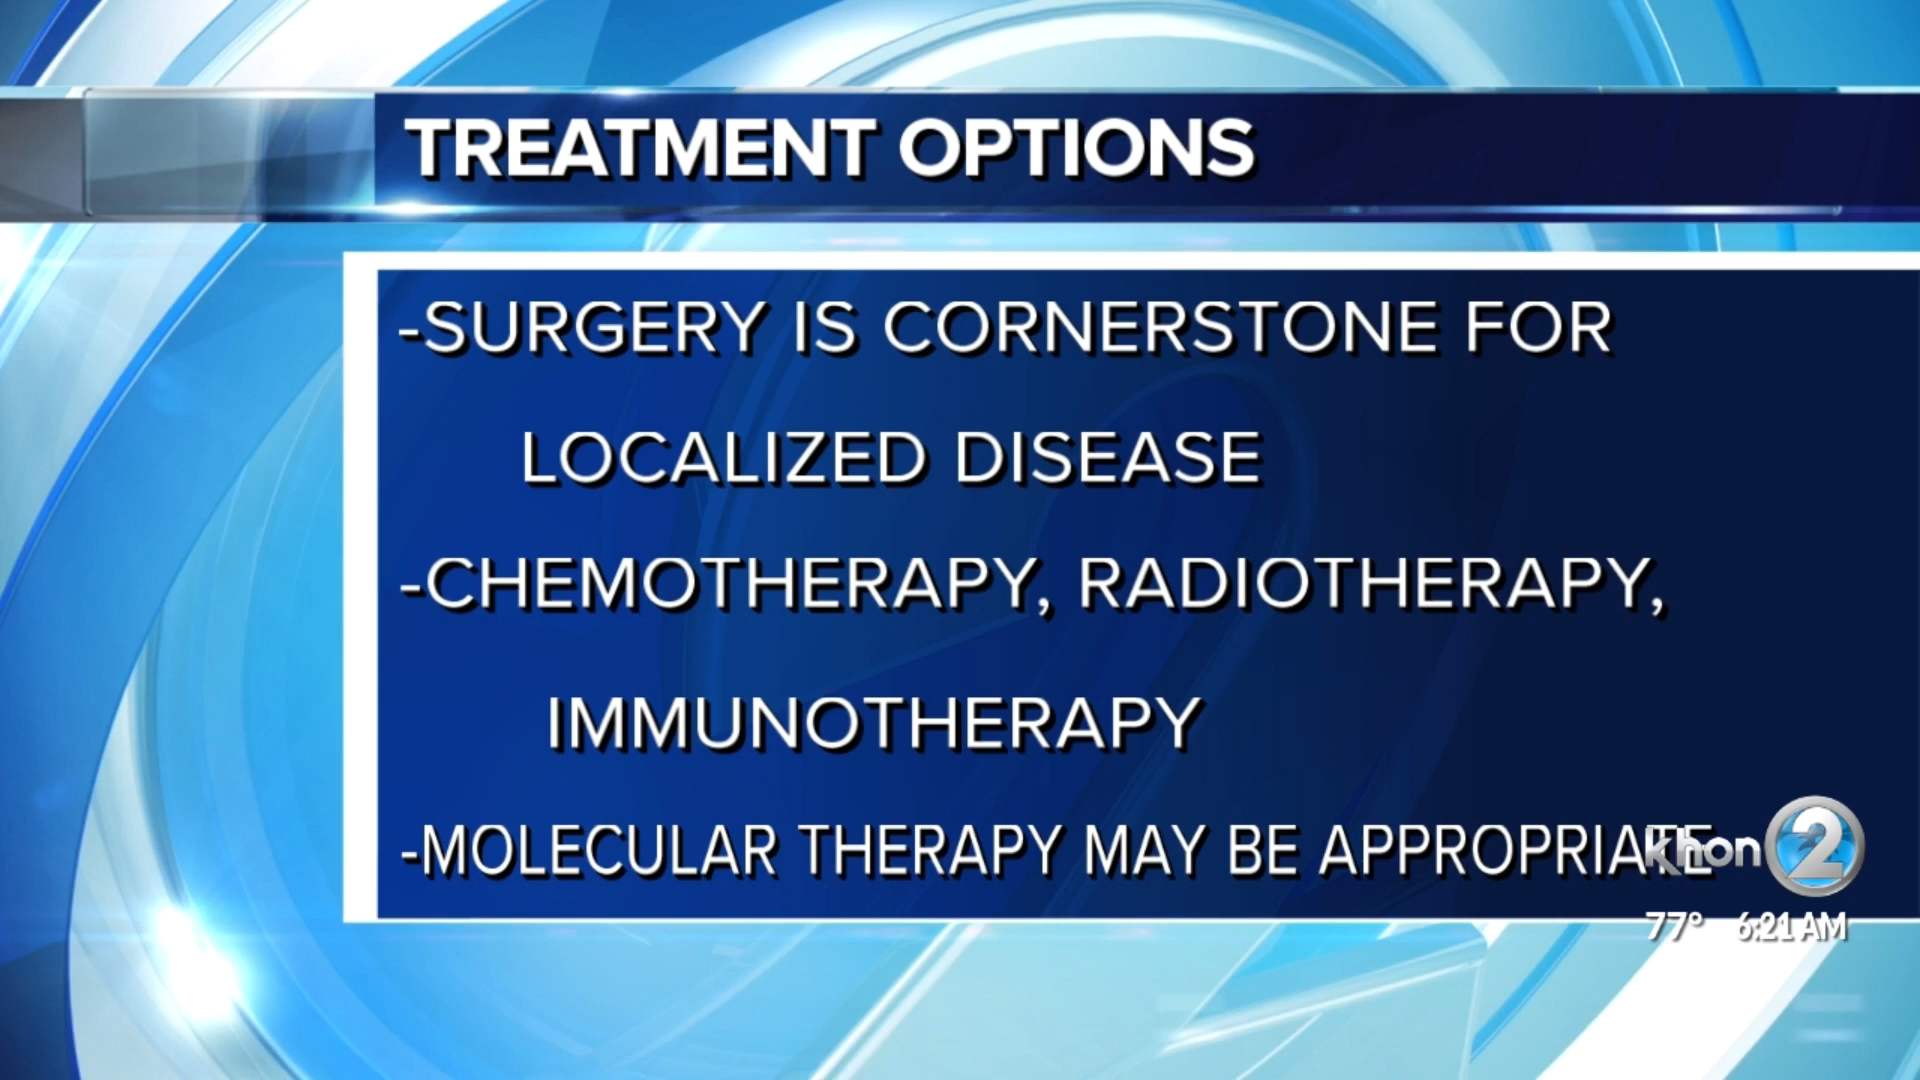 TREATMENT OPTIONS
-SURGERY IS CORNERSTONE FOR
LOCALIZED DISEASE
-CHEMOTHERAPY, RADIOTHERAPY,
IMMUNOTHERAPY
-MOLECULAR THERAPY MAY BE APPROPRIATE
khon 2
77° 6:21 AM